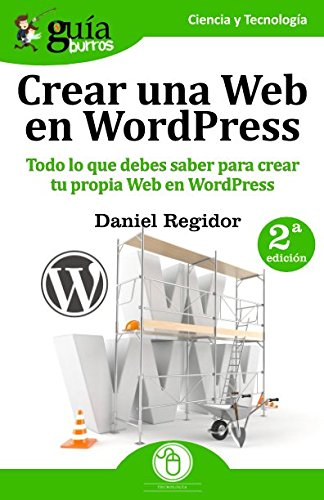 guía
burros
Ciencia y Tecnología
Crear una Web
en WordPress
Todo lo que debes saber para crear
tu propia Web en WordPress
Daniel Regidor
2ª
edición
W
WWW
TECNOLOGÍA